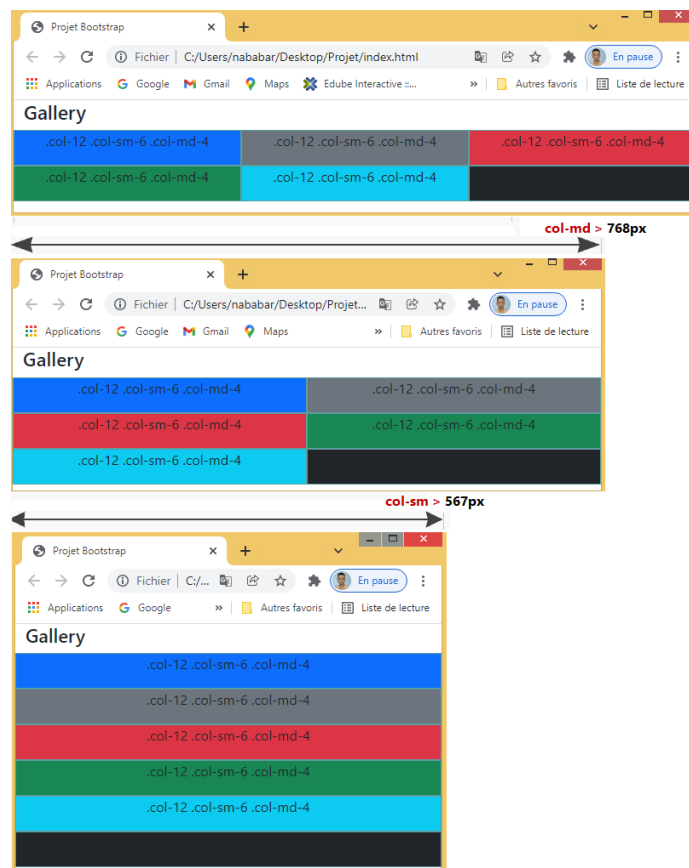 Projet Bootstrap
Fichier | C:/Users/nababar/Desktop/Projet/index.html En pause
Applications Google Gmail Maps Edube Interactive ::... » Autres favoris Liste de lecture
Gallery
.col-12 .col-sm-6 .col-md-4 .col-12 .col-sm-6 .col-md-4 .col-12 .col-sm-6 .col-md-4
.col-12 .col-sm-6 .col-md-4 .col-12 .col-sm-6 .col-md-4
col-md > 768px
Projet Bootstrap
Fichier | C:/Users/nababar/Desktop/Projet... En pause
Applications Google Gmail Maps » Autres favoris Liste de lecture
Gallery
.col-12 .col-sm-6 .col-md-4 .col-12 .col-sm-6 .col-md-4
.col-12 .col-sm-6 .col-md-4 .col-12 .col-sm-6 .col-md-4
.col-12 .col-sm-6 .col-md-4
col-sm > 567px
Projet Bootstrap
Fichier | C:/... En pause
Applications Google » Autres favoris Liste de lecture
Gallery
.col-12 .col-sm-6 .col-md-4
.col-12 .col-sm-6 .col-md-4
.col-12 .col-sm-6 .col-md-4
.col-12 .col-sm-6 .col-md-4
.col-12 .col-sm-6 .col-md-4